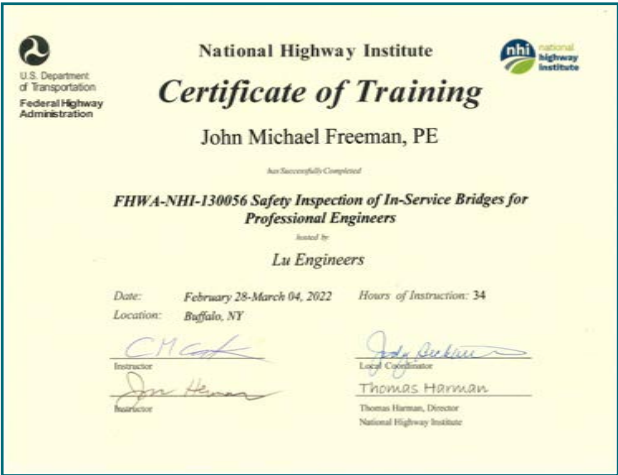 U.S. Department
of Transportation
Federal Highway
Administration
National Highway Institute
nhi national
highway
institute
Certificate of Training
John Michael Freeman, PE
has Successfully Completed
FHWA-NHI-130056 Safety Inspection of In-Service Bridges for
Professional Engineers
hosted by
Lu Engineers
Date: February 28-March 04, 2022 Hours of Instruction: 34
Location: Buffalo, NY
Instructor
Local Coordinator
Thomas Harman
Instructor
Thomas Harman, Director
National Highway Institute